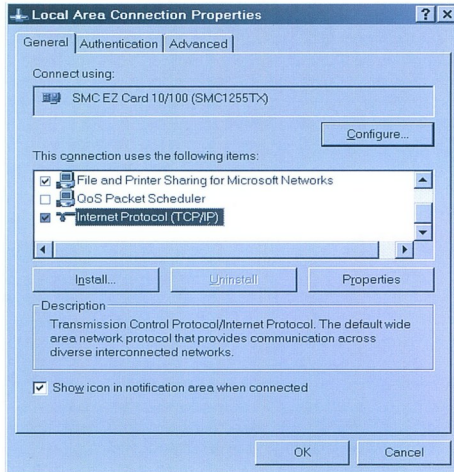 Local Area Connection Properties
General Authentication Advanced
Connect using:
SMC EZ Card 10/100 (SMC1255TX)
Configure...
This connection uses the following items:
File and Printer Sharing for Microsoft Networks
QoS Packet Scheduler
Internet Protocol (TCP/IP)
Install... Uninstall Properties
Description
Transmission Control Protocol/Internet Protocol. The default wide
area network protocol that provides communication across
diverse interconnected networks.
Show icon in notification area when connected
OK Cancel